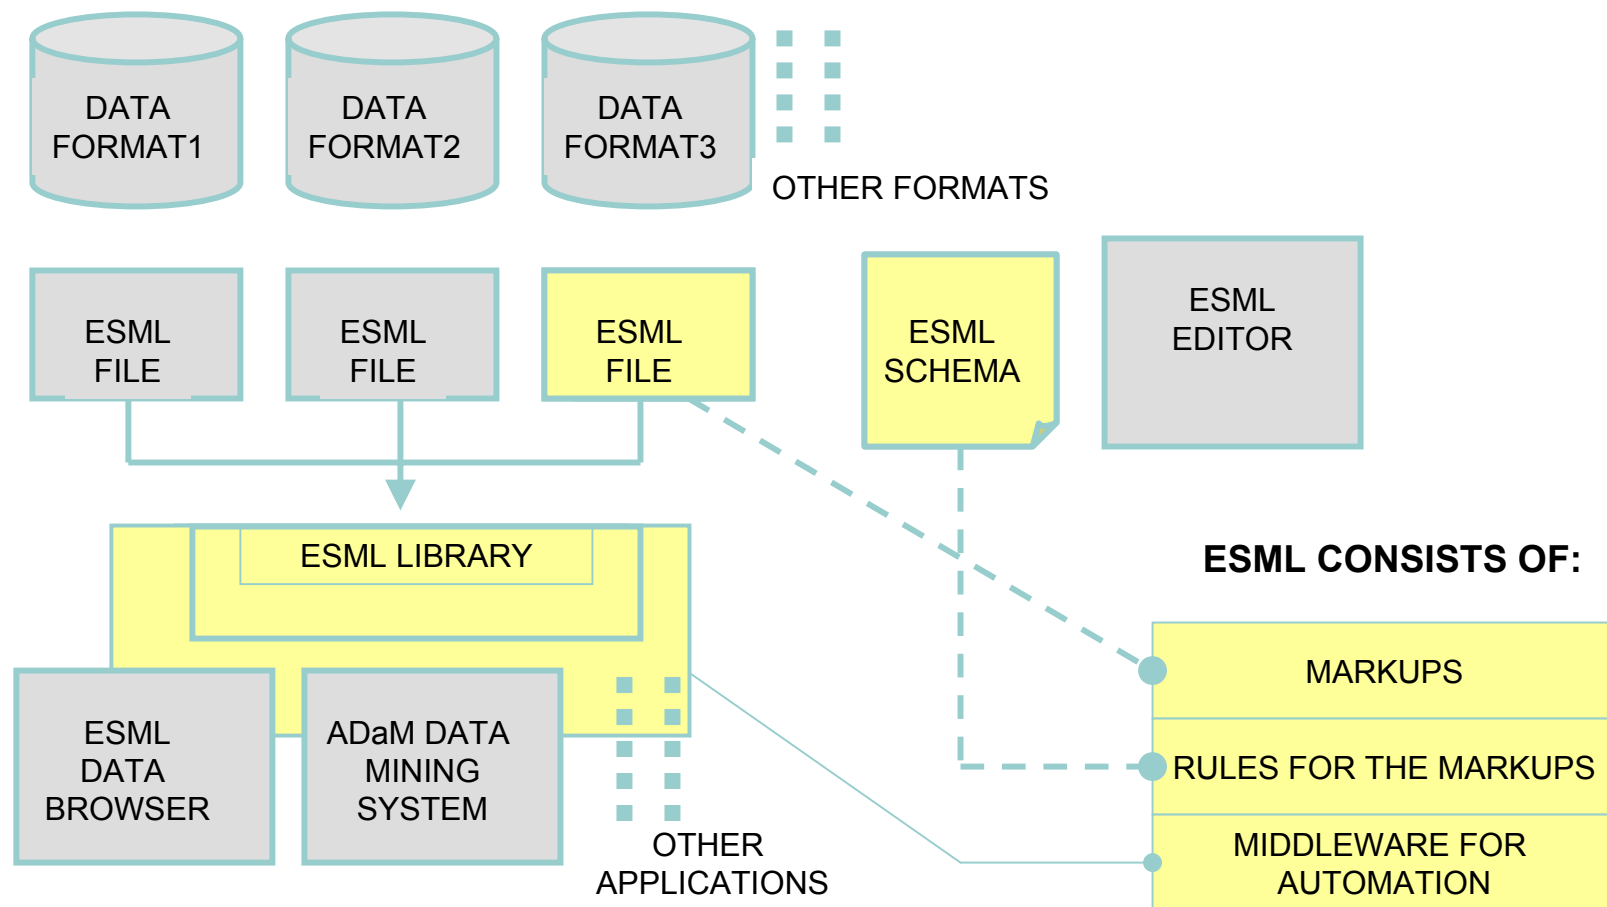 DATA
FORMAT1
DATA
FORMAT2
DATA
FORMAT3
OTHER FORMATS
ESML
FILE
ESML
FILE
ESML
FILE
ESML
SCHEMA
ESML
EDITOR
ESML LIBRARY
ESML CONSISTS OF:
MARKUPS
RULES FOR THE MARKUPS
MIDDLEWARE FOR
AUTOMATION
ESML
DATA
BROWSER
ADaM DATA
MINING
SYSTEM
OTHER
APPLICATIONS